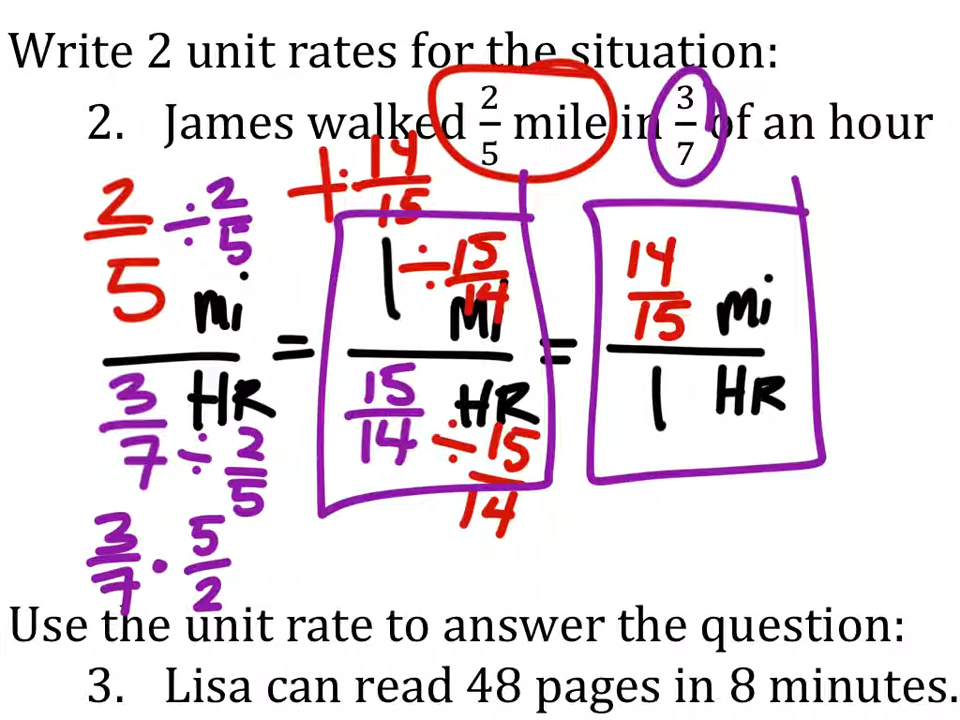 Write 2 unit rates for the situation:
2. James walked 2/5 mile in 3/7 of an hour
2/5 ÷ 2/5 mi
3/7 HR ÷ 2/5
3/7 · 5/2
=
÷ 14/15
1 ÷ 15/14 Mi
15/14 HR ÷ 15/14
=
14/15 Mi
1 HR
Use the unit rate to answer the question:
3. Lisa can read 48 pages in 8 minutes.